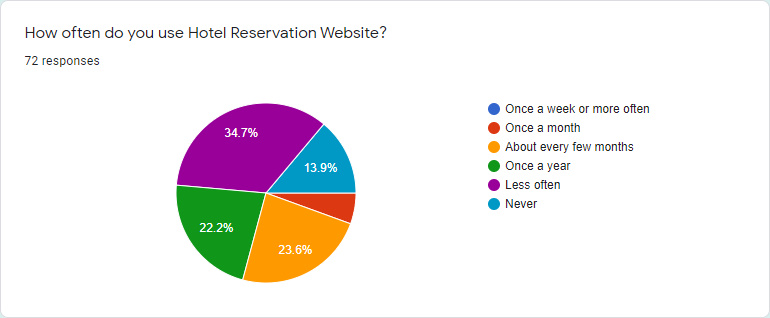 How often do you use Hotel Reservation Website?
72 responses
34.7%
13.9%
22.2%
23.6%
Once a week or more often
Once a month
About every few months
Once a year
Less often
Never